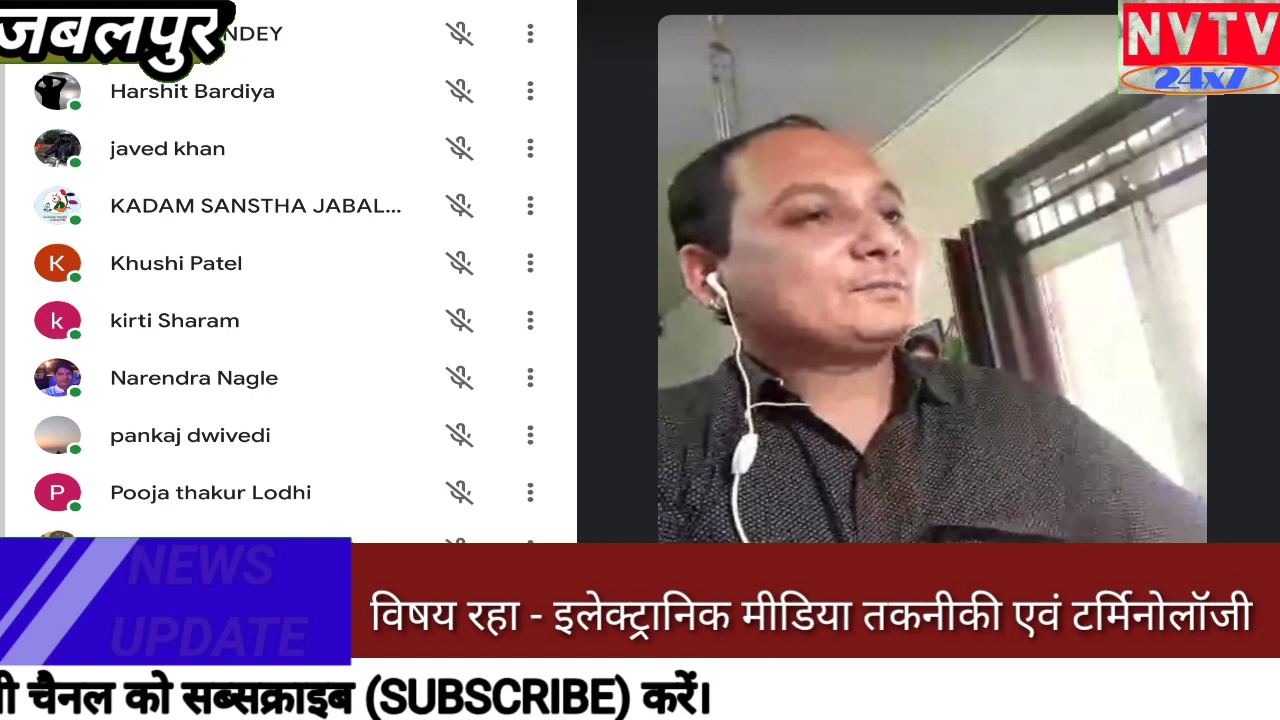 जबलपुर
NDEY
Harshit Bardiya
javed khan
KADAM SANSTHA JABAL...
K
Khushi Patel
k
kirti Sharam
Narendra Nagle
pankaj dwivedi
P
Pooja thakur Lodhi
NVTV
24x7
NEWS
UPDATE
विषय रहा - इलेक्ट्रानिक मीडिया तकनीकी एवं टर्मिनोलॉजी
चैनल को सब्सक्राइब (SUBSCRIBE) करें।